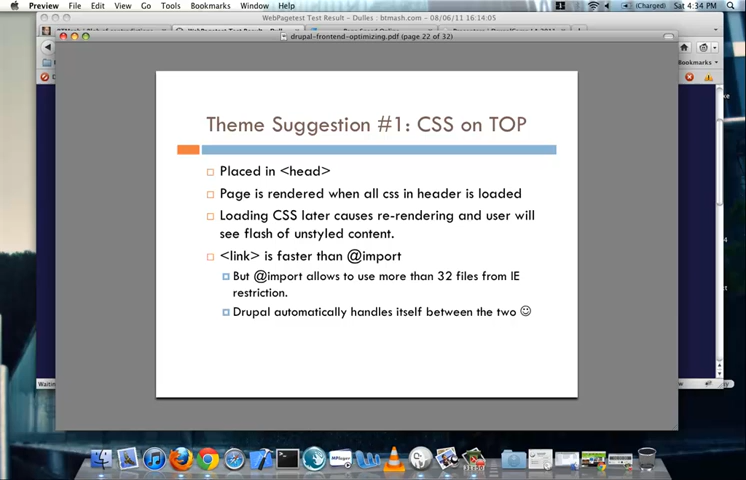 Preview File Edit View Go Tools Bookmarks Window Help (Charged) Sat 4:34 PM
WebPagetest Test Result - Dulles : btmash.com - 08/06/11 16:14:05
drupal-frontend-optimizing.pdf (page 22 of 32)
Bookmarks
Theme Suggestion #1: CSS on TOP
Placed in <head>
Page is rendered when all css in header is loaded
Loading CSS later causes re-rendering and user will
see flash of unstyled content.
<link> is faster than @import
But @import allows to use more than 32 files from IE
restriction.
Drupal automatically handles itself between the two ☺